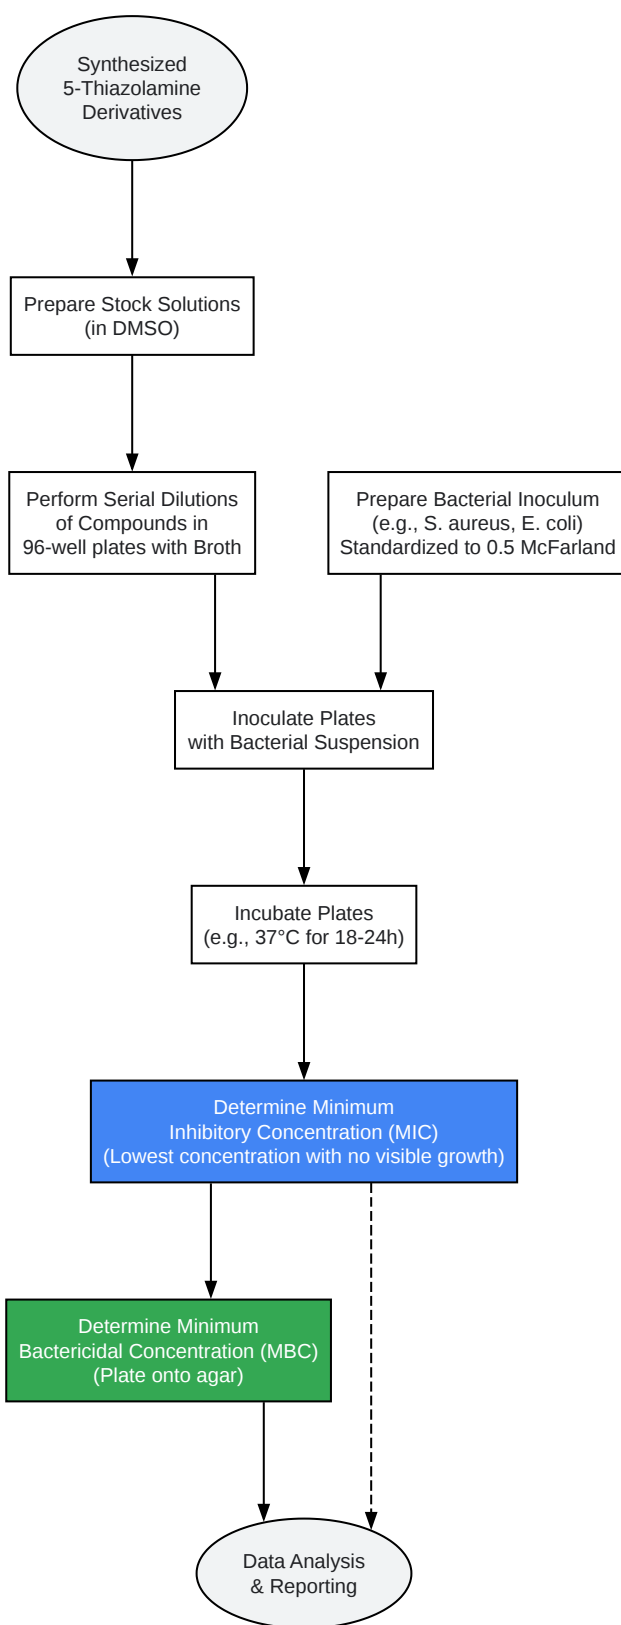 Synthesized
5-Thiazolamine
Derivatives
Prepare Stock Solutions
(in DMSO)
Perform Serial Dilutions
of Compounds in
96-well plates with Broth
Prepare Bacterial Inoculum
(e.g., S. aureus, E. coli)
Standardized to 0.5 McFarland
Inoculate Plates
with Bacterial Suspension
Incubate Plates
(e.g., 37°C for 18-24h)
Determine Minimum
Inhibitory Concentration (MIC)
(Lowest concentration with no visible growth)
Determine Minimum
Bactericidal Concentration (MBC)
(Plate onto agar)
Data Analysis
& Reporting